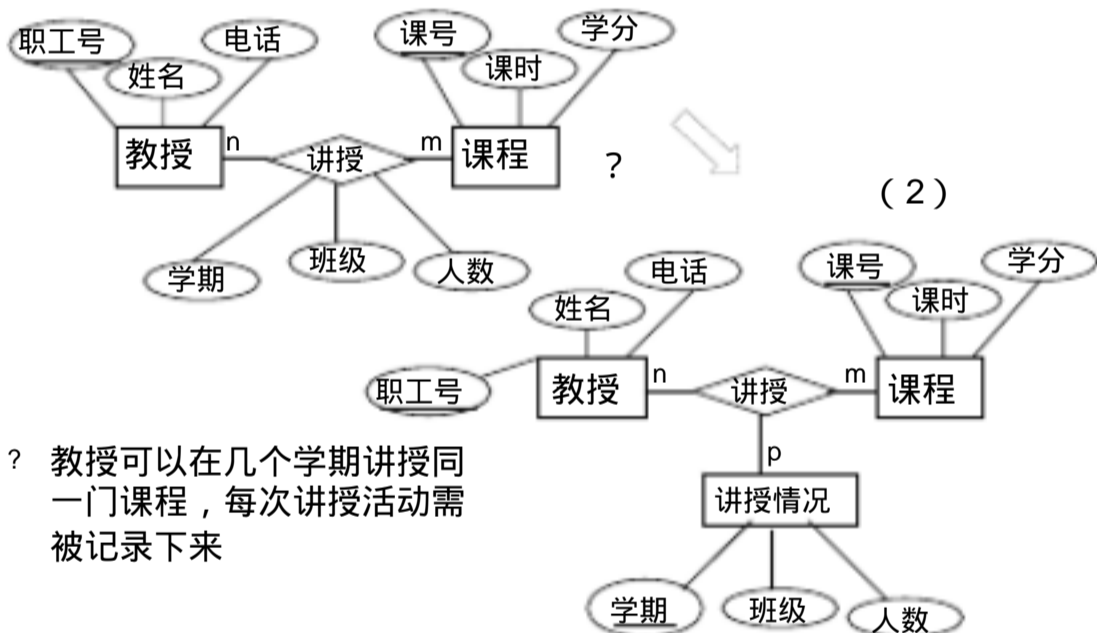 职工号
姓名
电话
课号
课时
学分
教授
n
讲授
m
课程
学期
班级
人数
?
（2）
职工号
姓名
电话
课号
课时
学分
教授
n
讲授
m
课程
p
讲授情况
学期
班级
人数
? 教授可以在几个学期讲授同
一门课程，每次讲授活动需
被记录下来